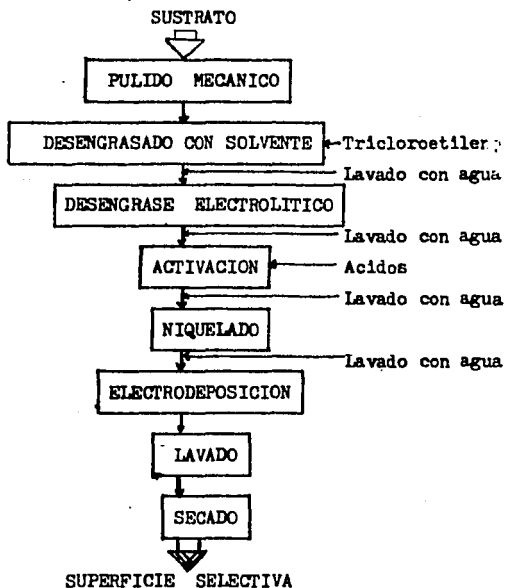 SUSTRATO
PULIDO MECANICO
DESENGRASADO CON SOLVENTE
Lavado con agua
DESENGRASE ELECTROLITICO
Lavado con agua
ACTIVACION
Acidos
Lavado con agua
NIQUELADO
Lavado con agua
ELECTRODEPOSICION
LAVADO
SECADO
SUPERFICIE SELECTIVA